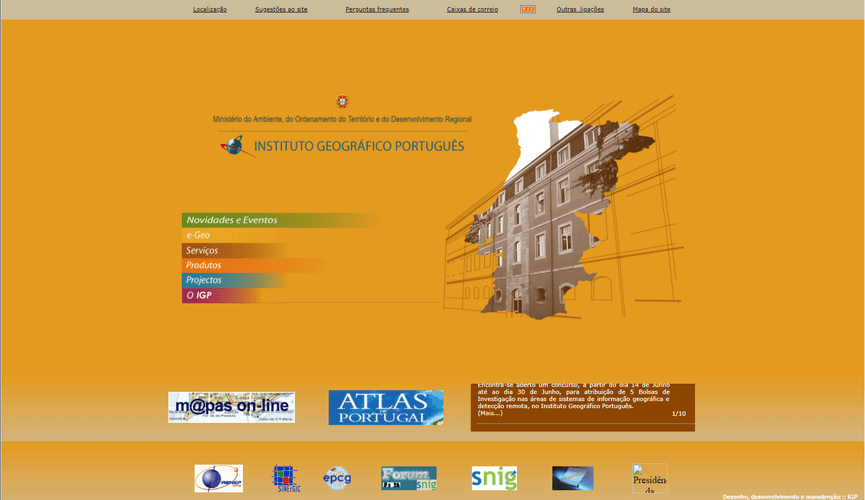 Localização Sugestões ao site Perguntas frequentes Caixas de correio Outras ligações Mapa do site
Ministério do Ambiente, do Ordenamento do Território e do Desenvolvimento Regional
INSTITUTO GEOGRÁFICO PORTUGUÊS
Novidades e Eventos
e-Geo
Serviços
Produtos
Projectos
O IGP
m@pas on-line
ATLAS
DE PORTUGAL
Encontra-se aberto um concurso, a partir do dia 14 de Junho
até ao dia 30 de Junho, para atribuição de 5 Bolsas de
Investigação nas áreas de sistemas de informação geográfica e
detecção remota, no Instituto Geográfico Português.
(Mais...) 1/10
SiNErGIC epcg Forum snig snig
Presidên
da
Desenho, desenvolvimento e manutenção :: IGP